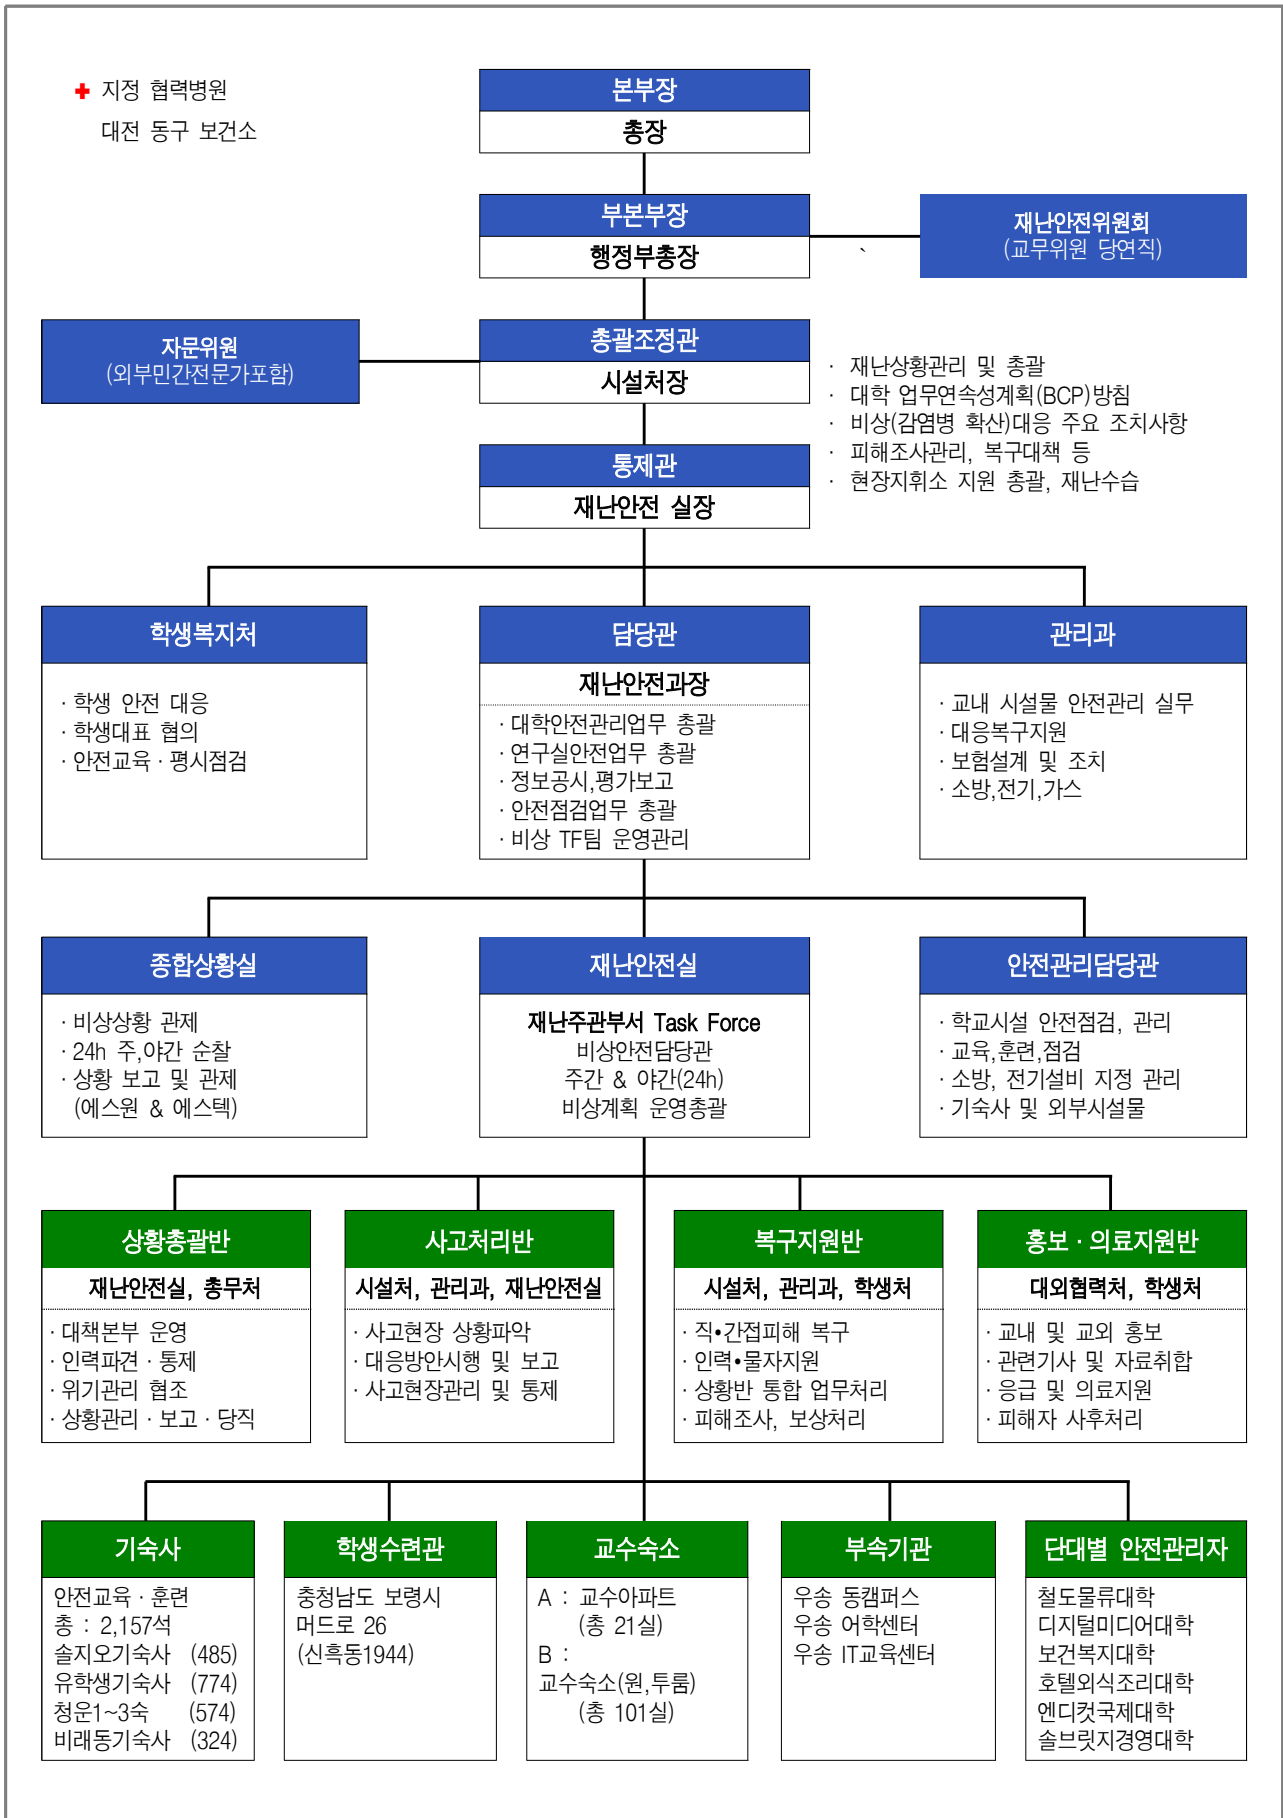 ✚ 지정 협력병원
대전 동구 보건소
본부장
총장
부본부장
행정부총장
재난안전위원회
(교무위원 당연직)
`
자문위원
(외부민간전문가포함)
총괄조정관
시설처장
· 재난상황관리 및 총괄
· 대학 업무연속성계획(BCP)방침
· 비상(감염병 확산)대응 주요 조치사항
· 피해조사관리, 복구대책 등
· 현장지휘소 지원 총괄, 재난수습
통제관
재난안전 실장
학생복지처
· 학생 안전 대응
· 학생대표 협의
· 안전교육 · 평시점검
담당관
재난안전과장
· 대학안전관리업무 총괄
· 연구실안전업무 총괄
· 정보공시,평가보고
· 안전점검업무 총괄
· 비상 TF팀 운영관리
관리과
· 교내 시설물 안전관리 실무
· 대응복구지원
· 보험설계 및 조치
· 소방,전기,가스
종합상황실
· 비상상황 관제
· 24h 주,야간 순찰
· 상황 보고 및 관제
(에스원 & 에스텍)
재난안전실
재난주관부서 Task Force
비상안전담당관
주간 & 야간(24h)
비상계획 운영총괄
안전관리담당관
· 학교시설 안전점검, 관리
· 교육,훈련,점검
· 소방, 전기설비 지정 관리
· 기숙사 및 외부시설물
상황총괄반
재난안전실, 총무처
· 대책본부 운영
· 인력파견 · 통제
· 위기관리 협조
· 상황관리 · 보고 · 당직
사고처리반
시설처, 관리과, 재난안전실
· 사고현장 상황파악
· 대응방안시행 및 보고
· 사고현장관리 및 통제
복구지원반
시설처, 관리과, 학생처
· 직•간접피해 복구
· 인력•물자지원
· 상황반 통합 업무처리
· 피해조사, 보상처리
홍보 · 의료지원반
대외협력처, 학생처
· 교내 및 교외 홍보
· 관련기사 및 자료취합
· 응급 및 의료지원
· 피해자 사후처리
기숙사
안전교육 · 훈련
총 : 2,157석
솔지오기숙사 (485)
유학생기숙사 (774)
청운1~3숙 (574)
비래동기숙사 (324)
학생수련관
충청남도 보령시
머드로 26
(신흑동1944)
교수숙소
A : 교수아파트
(총 21실)
B :
교수숙소(원,투룸)
(총 101실)
부속기관
우송 동캠퍼스
우송 어학센터
우송 IT교육센터
단대별 안전관리자
철도물류대학
디지털미디어대학
보건복지대학
호텔외식조리대학
엔디컷국제대학
솔브릿지경영대학